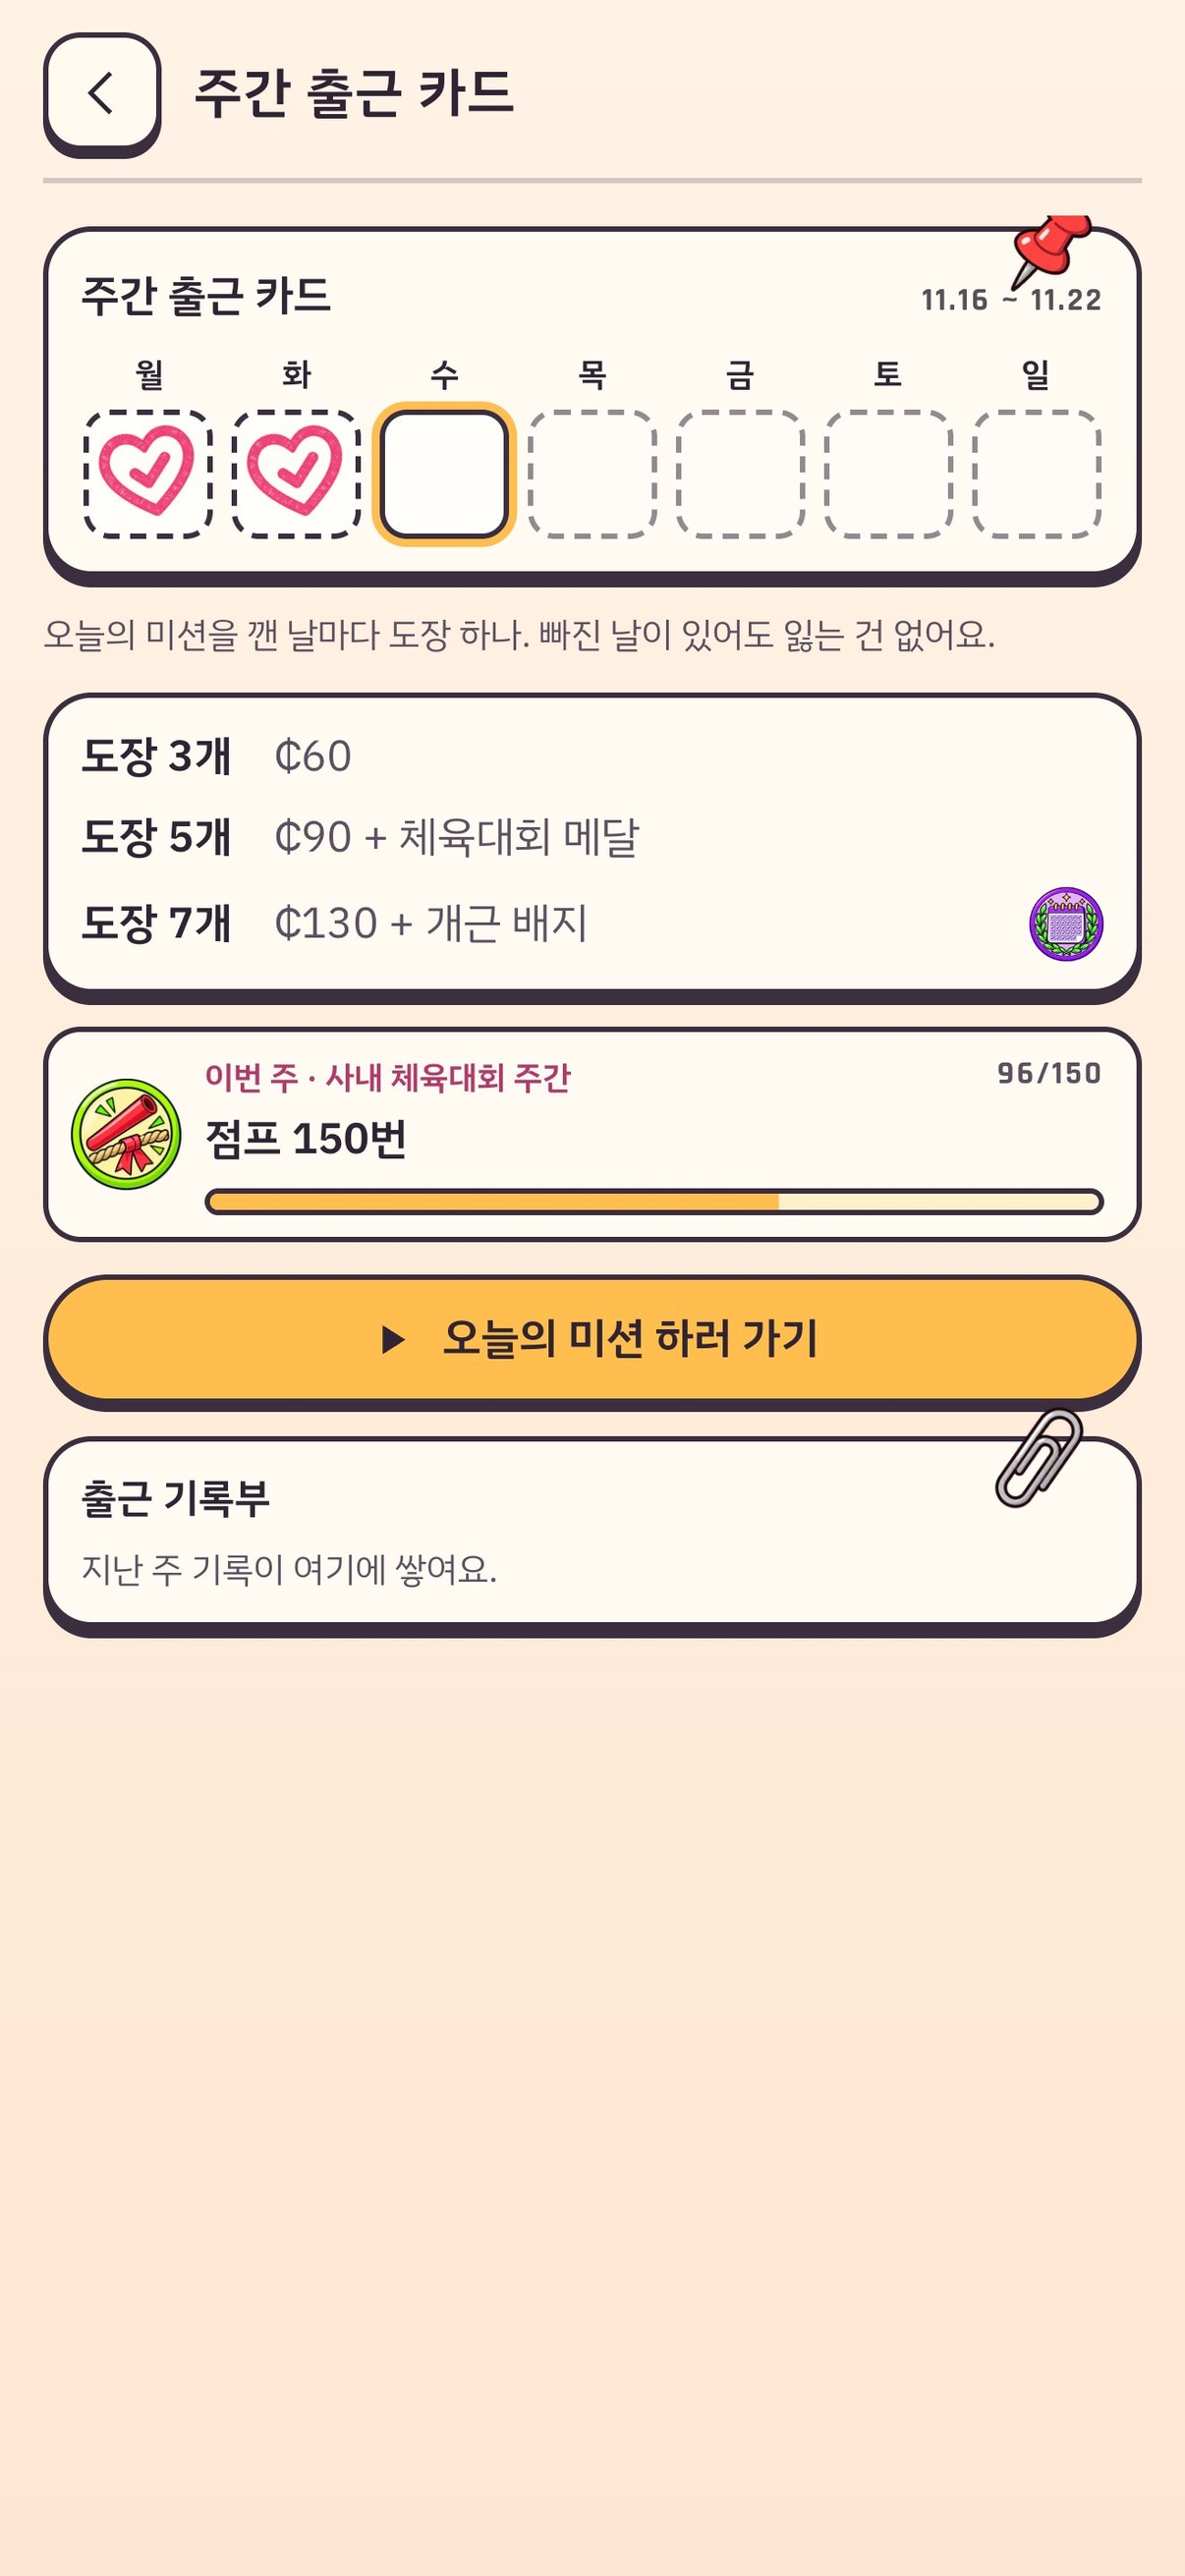 주간 출근 카드
주간 출근 카드
11.16 ~ 11.22
월 화 수 목 금 토 일
오늘의 미션을 깬 날마다 도장 하나. 빠진 날이 있어도 잃는 건 없어요.
도장 3개 ₵60
도장 5개 ₵90 + 체육대회 메달
도장 7개 ₵130 + 개근 배지
이번 주 · 사내 체육대회 주간
96/150
점프 150번
▶ 오늘의 미션 하러 가기
출근 기록부
지난 주 기록이 여기에 쌓여요.